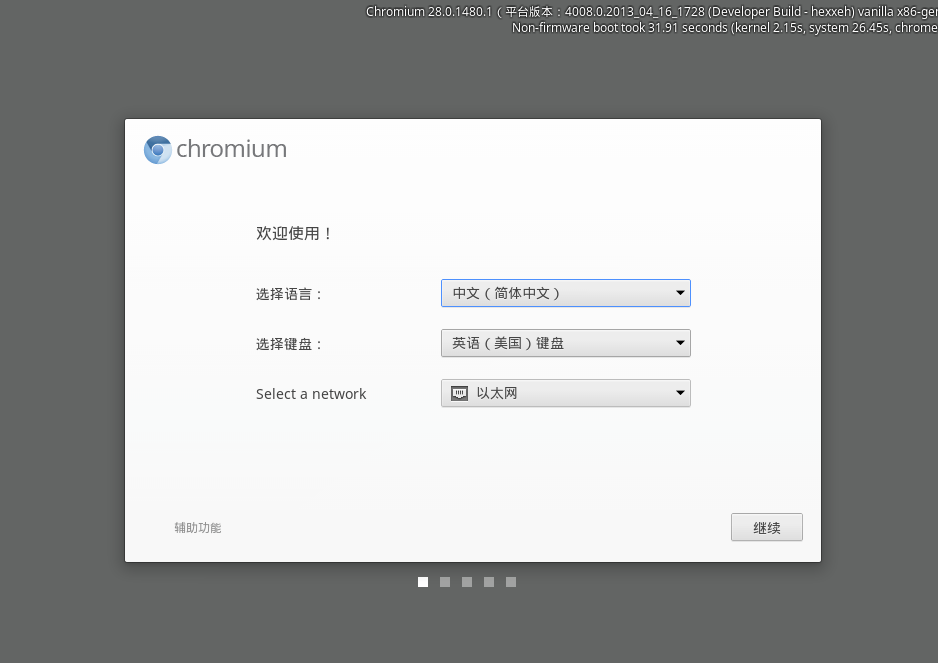 Chromium 28.0.1480.1 ( 平台版本：4008.0.2013_04_16_1728 (Developer Build - hexxeh) vanilla x86-gen
Non-firmware boot took 31.91 seconds (kernel 2.15s, system 26.45s, chrome
chromium
欢迎使用！
选择语言： 中文 ( 简体中文 )
选择键盘： 英语 ( 美国 ) 键盘
Select a network 以太网
辅助功能 继续